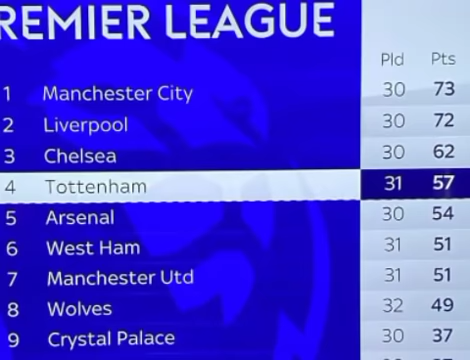 REMIER LEAGUE
Pld Pts
1 Manchester City 30 73
2 Liverpool 30 72
3 Chelsea 30 62
4 Tottenham 31 57
5 Arsenal 30 54
6 West Ham 31 51
7 Manchester Utd 31 51
8 Wolves 32 49
9 Crystal Palace 30 37